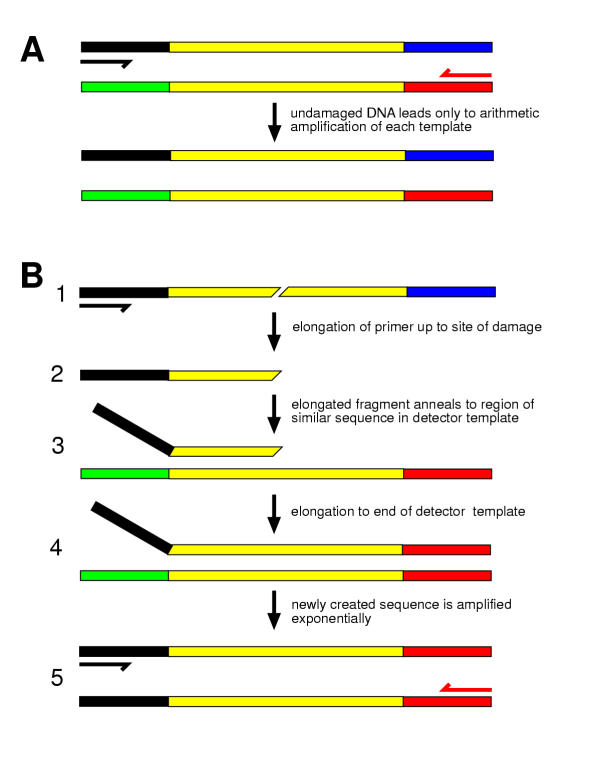 A
undamaged DNA leads only to arithmetic
amplification of each template
B
1
elongation of primer up to site of damage
2
elongated fragment anneals to region of
similar sequence in detector template
3
elongation to end of detector template
4
newly created sequence is amplified
exponentially
5